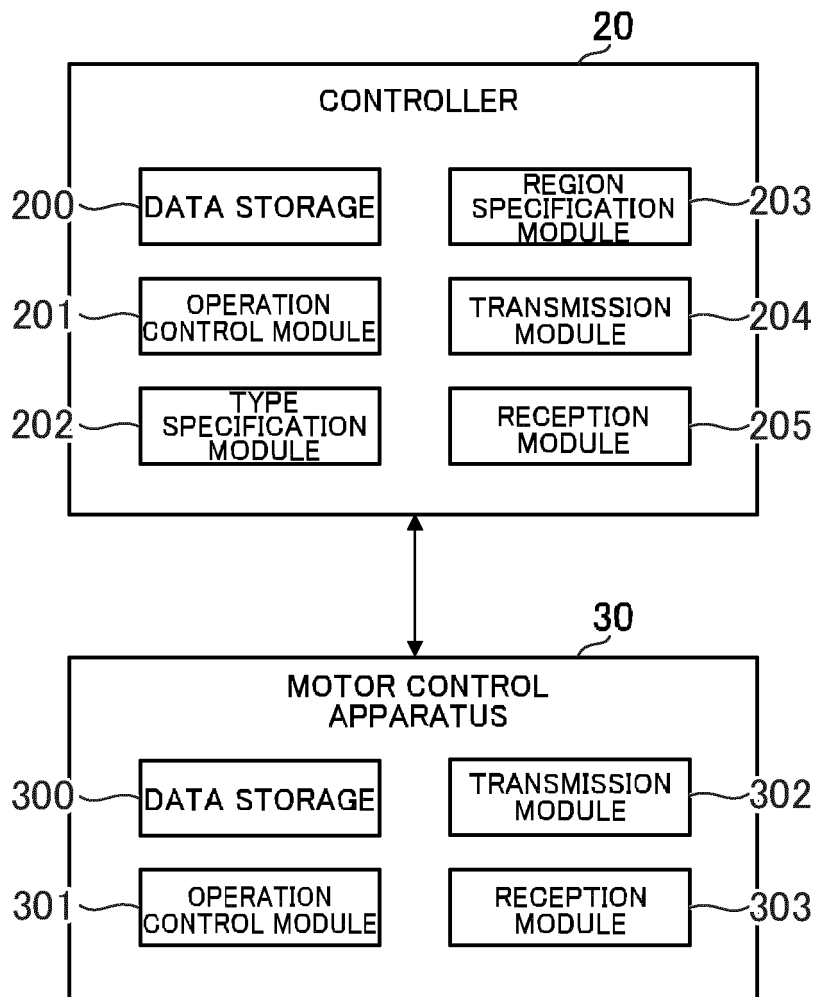 20
CONTROLLER
200
DATA STORAGE
REGION
SPECIFICATION
MODULE
203
201
OPERATION
CONTROL MODULE
TRANSMISSION
MODULE
204
202
TYPE
SPECIFICATION
MODULE
RECEPTION
MODULE
205
30
MOTOR CONTROL
APPARATUS
300
DATA STORAGE
TRANSMISSION
MODULE
302
301
OPERATION
CONTROL MODULE
RECEPTION
MODULE
303